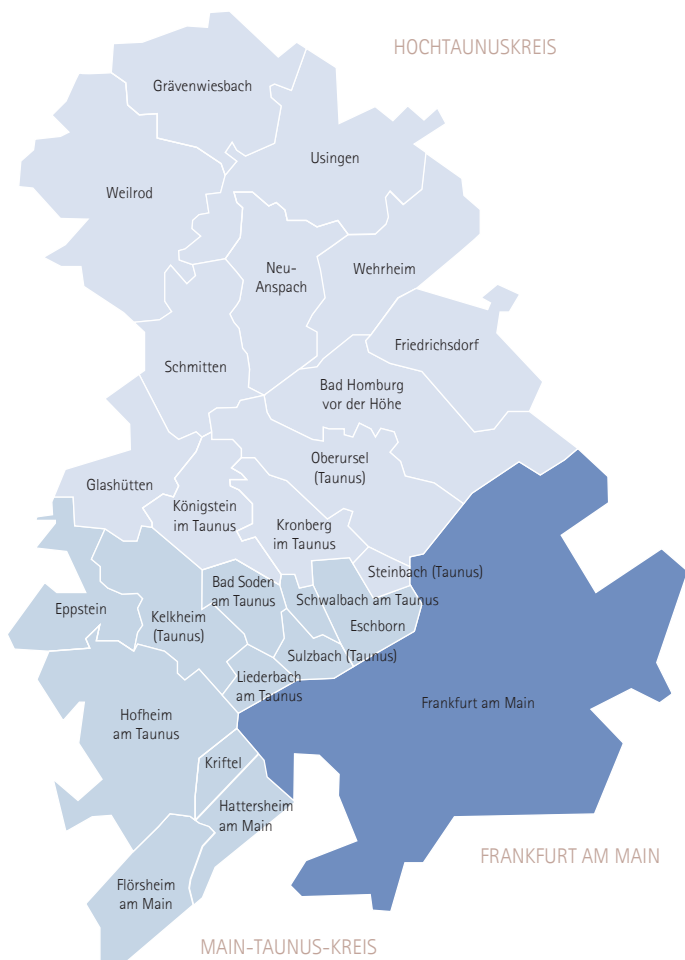 HOCHTAUNUSKREIS
Grävenwiesbach
Usingen
Weilrod
Neu-
Anspach
Wehrheim
Friedrichsdorf
Schmitten
Bad Homburg
vor der Höhe
Oberursel
(Taunus)
Glashütten
Königstein
im Taunus
Kronberg
im Taunus
Steinbach (Taunus)
Bad Soden
am Taunus
Schwalbach am Taunus
Eppstein
Kelkheim
(Taunus)
Eschborn
Sulzbach (Taunus)
Liederbach
am Taunus
Frankfurt am Main
Hofheim
am Taunus
Kriftel
Hattersheim
am Main
FRANKFURT AM MAIN
Flörsheim
am Main
MAIN-TAUNUS-KREIS